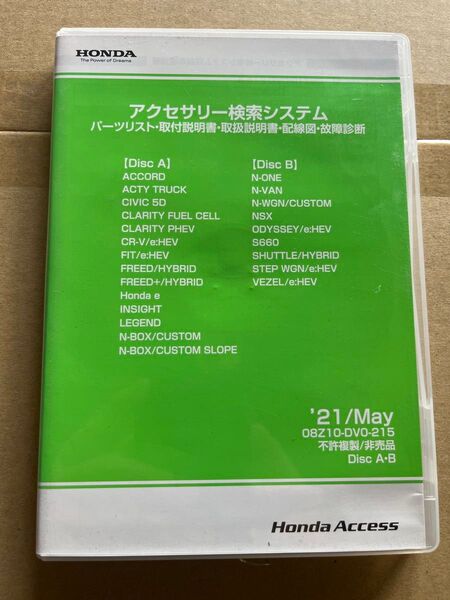 HONDA
The Power of Dreams
アクセサリー検索システム
パーツリスト・取付説明書・取扱説明書・配線図・故障診断
【Disc A】
ACCORD
ACTY TRUCK
CIVIC 5D
CLARITY FUEL CELL
CLARITY PHEV
CR-V/e:HEV
FIT/e:HEV
FREED/HYBRID
FREED+/HYBRID
Honda e
INSIGHT
LEGEND
N-BOX/CUSTOM
N-BOX/CUSTOM SLOPE
【Disc B】
N-ONE
N-VAN
N-WGN/CUSTOM
NSX
ODYSSEY/e:HEV
S660
SHUTTLE/HYBRID
STEP WGN/e:HEV
VEZEL/e:HEV
'21/May
08Z10-DV0-215
不許複製/非売品
Disc A・B
Honda Access